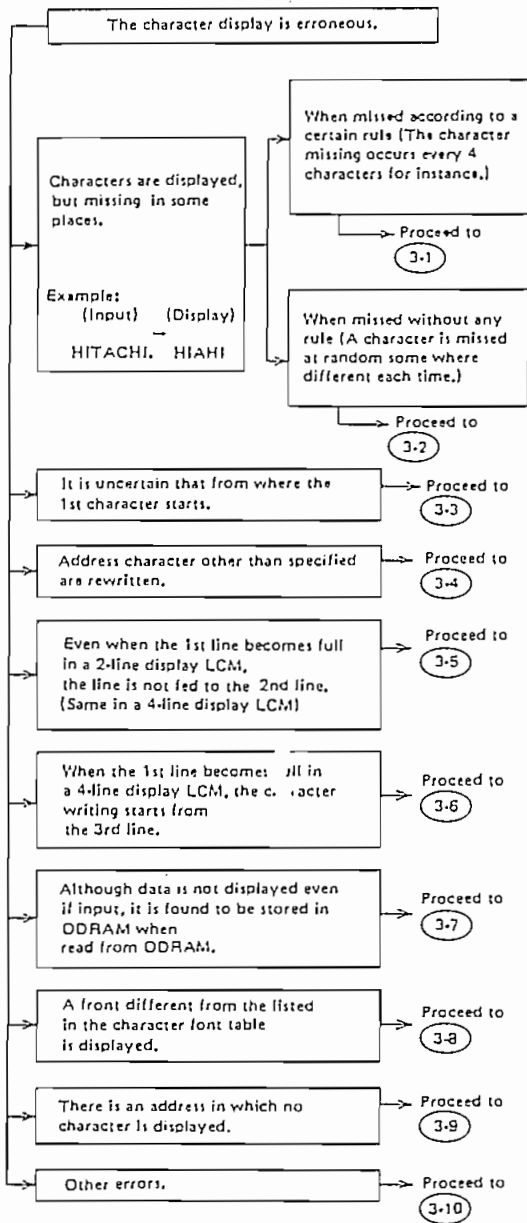 The character display is erroneous.
Characters are displayed,
but missing in some
places.
Example:
(Input) → (Display)
HITACHI. HIAHI
When missed according to a
certain rule (The character
missing occurs every 4
characters for instance.)
Proceed to
3-1
When missed without any
rule (A character is missed
at random some where
different each time.)
Proceed to
3-2
It is uncertain that from where the
1st character starts.
Proceed to
3-3
Address character other than specified
are rewritten.
Proceed to
3-4
Even when the 1st line becomes full
in a 2-line display LCM,
the line is not fed to the 2nd line.
(Same in a 4-line display LCM)
Proceed to
3-5
When the 1st line becomes
a 4-line display LCM, the
writing starts from
the 3rd line.
Proceed to
3-6
Although data is not displayed even
if input, it is found to be stored in
DDRAM when
read from DDRAM.
Proceed to
3-7
A front different from the listed
in the character font table
is displayed.
Proceed to
3-8
There is an address in which no
character is displayed.
Proceed to
3-9
Other errors.
Proceed to
3-10